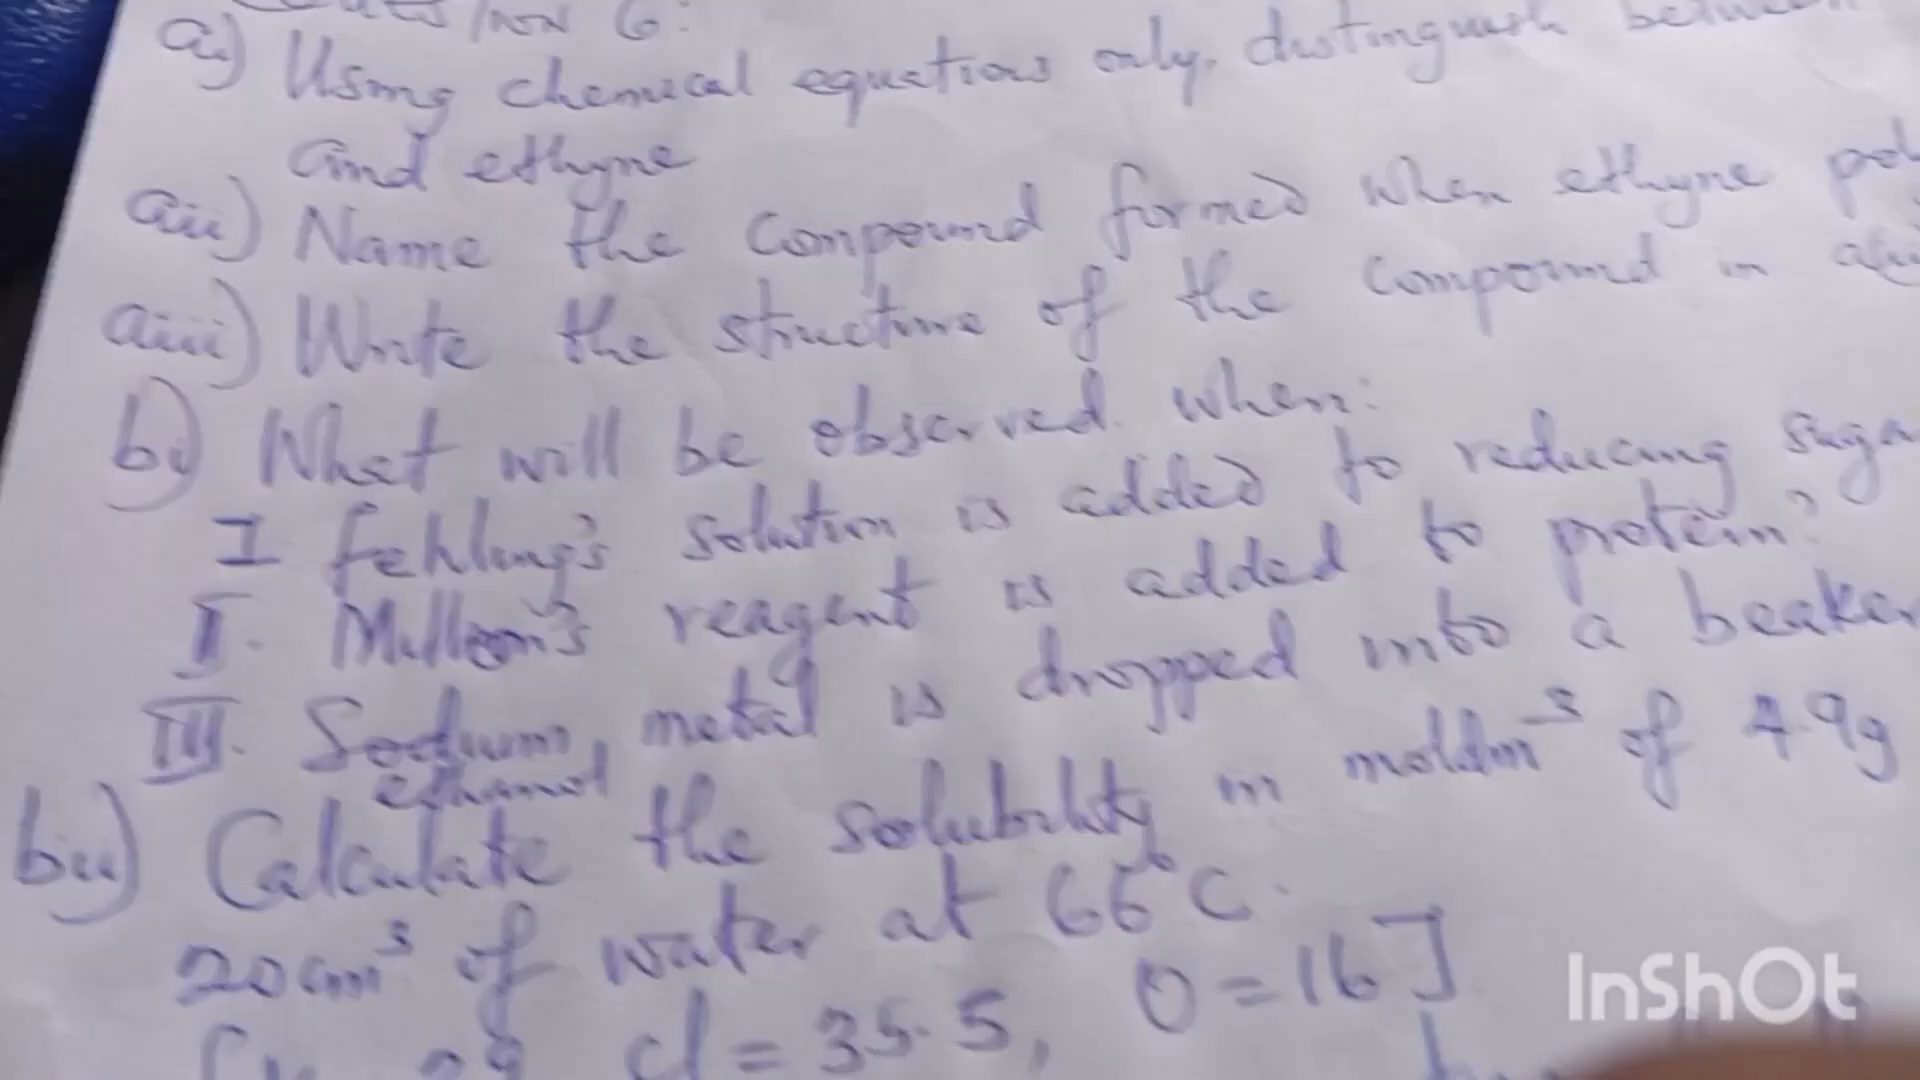 6:
ai) Using chemical equations only, distinguish between
and ethyne
aii) Name the compound formed when ethyne
aiii) Write the structure of the compound in
bi) What will be observed when:
I Fehling's solution is added to reducing
II. Millon's reagent is added to protein?
III. Sodium metal is dropped into a beaker
ethanol
bii) Calculate the solubility in moldm⁻³ of
20cm³ of water at 66°C.
cl = 35.5, O = 16]
InShOt